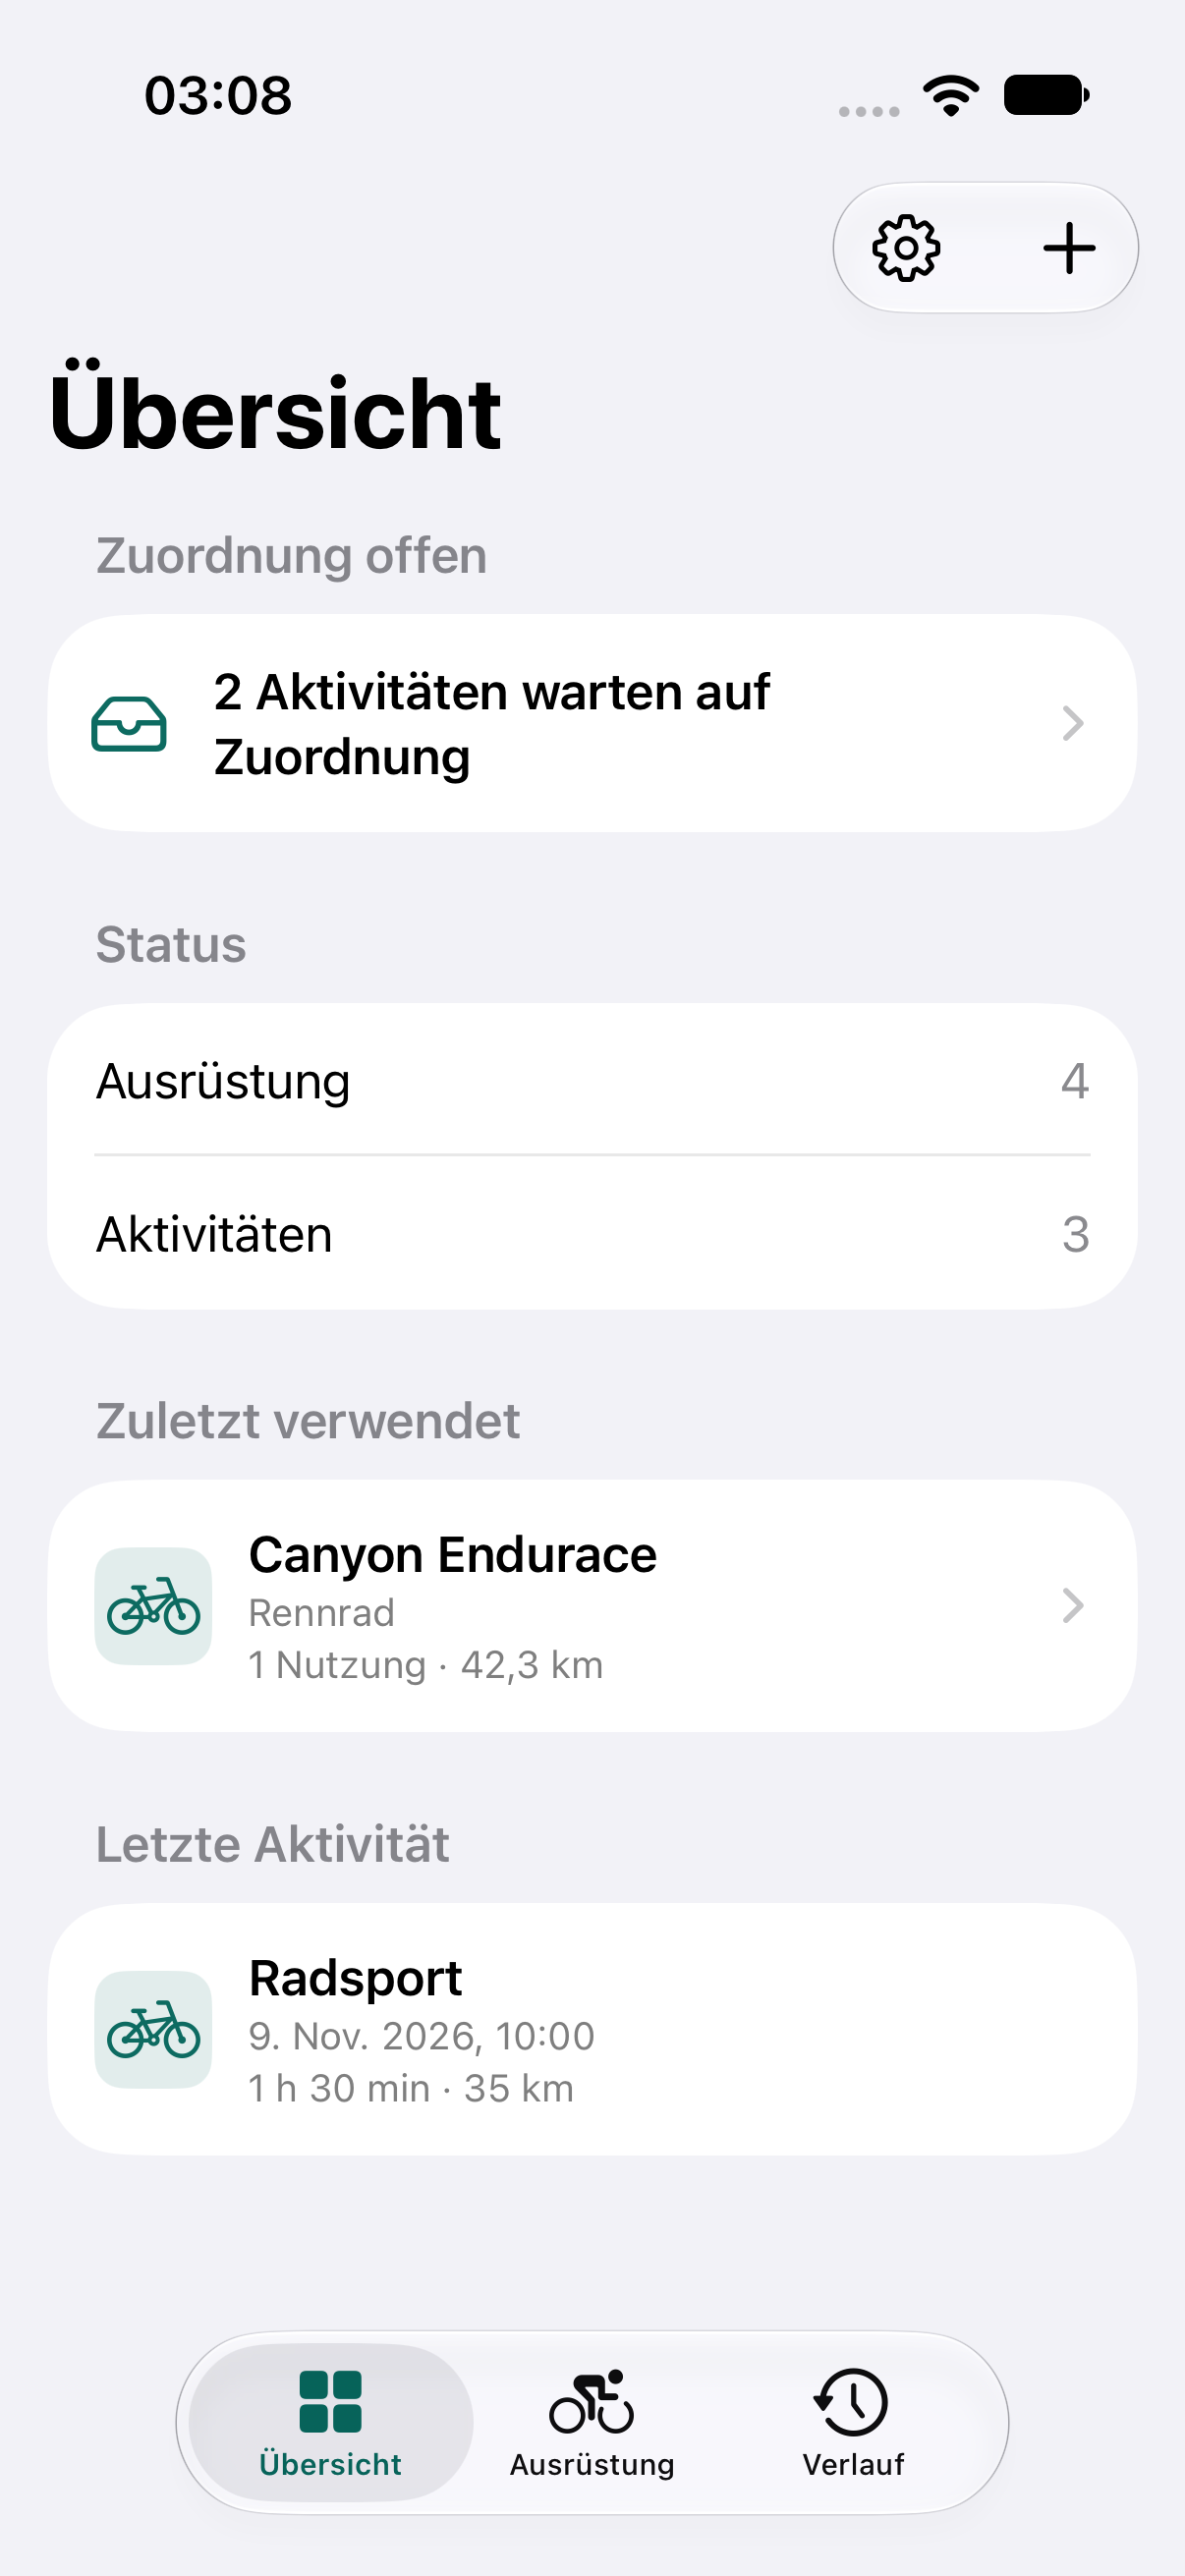 03:08
Übersicht
Zuordnung offen
2 Aktivitäten warten auf
Zuordnung
Status
Ausrüstung 4
Aktivitäten 3
Zuletzt verwendet
Canyon Endurace
Rennrad
1 Nutzung · 42,3 km
Letzte Aktivität
Radsport
9. Nov. 2026, 10:00
1 h 30 min · 35 km
Übersicht Ausrüstung Verlauf